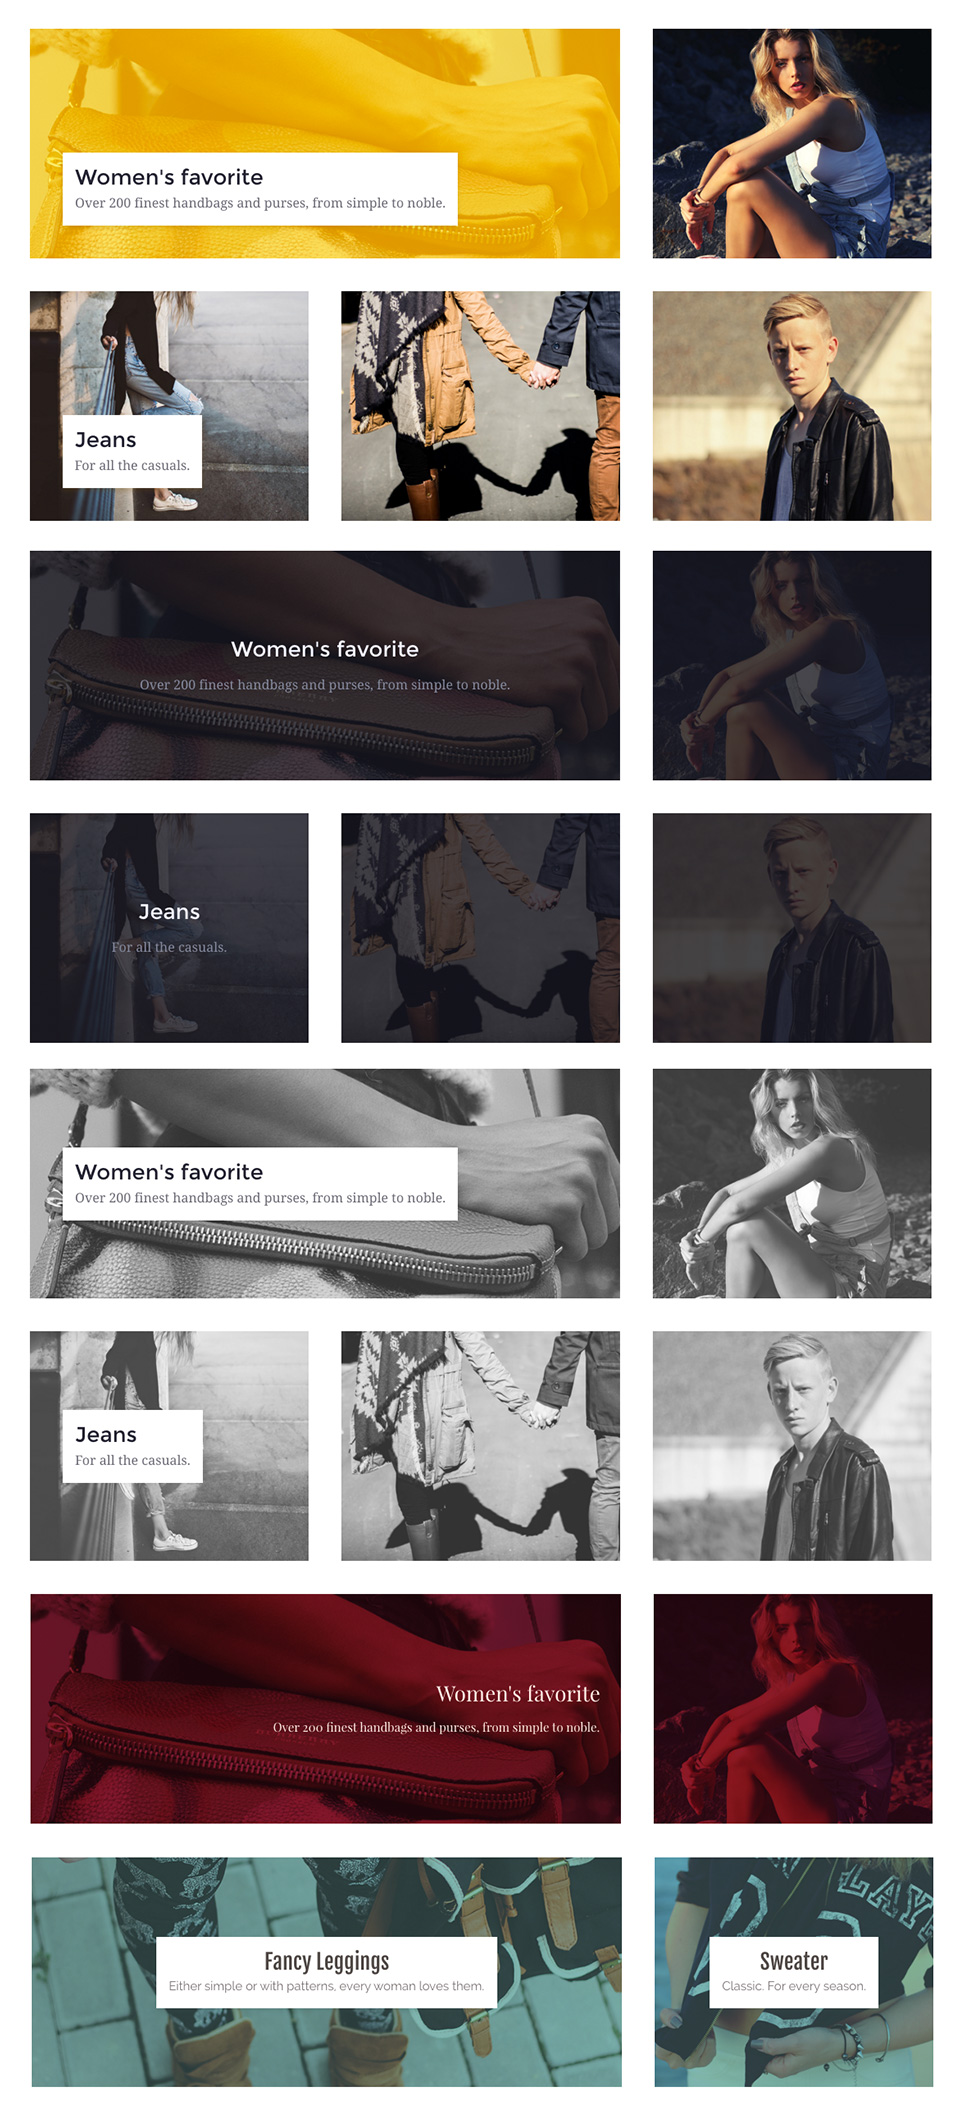 Women's favorite
Over 200 finest handbags and purses, from simple to noble.
Jeans
For all the casuals.
Women's favorite
Over 200 finest handbags and purses, from simple to noble.
Jeans
For all the casuals.
Women's favorite
Over 200 finest handbags and purses, from simple to noble.
Jeans
For all the casuals.
Women's favorite
Over 200 finest handbags and purses, from simple to noble.
Fancy Leggings
Either simple or with patterns, every woman loves them.
Sweater
Classic. For every season.